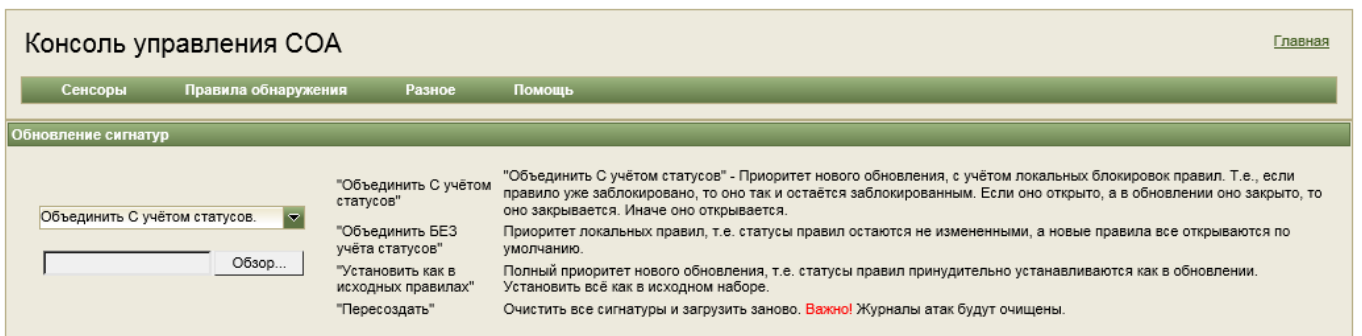 Консоль управления СОА
Главная
Сенсоры Правила обнаружения Разное Помощь
Обновление сигнатур
Объединить С учётом статусов.
Обзор...
"Объединить С учётом
статусов"
"Объединить С учётом статусов" - Приоритет нового обновления, с учётом локальных блокировок правил. Т.е., если
правило уже заблокировано, то оно так и остаётся заблокированным. Если оно открыто, а в обновлении оно закрыто, то
оно закрывается. Иначе оно открывается.
"Объединить БЕЗ
учёта статусов"
Приоритет локальных правил, т.е. статусы правил остаются не измененными, а новые правила все открываются по
умолчанию.
"Установить как в
исходных правилах"
Полный приоритет нового обновления, т.е. статусы правил принудительно устанавливаются как в обновлении.
Установить всё как в исходном наборе.
"Пересоздать"
Очистить все сигнатуры и загрузить заново. Важно! Журналы атак будут очищены.